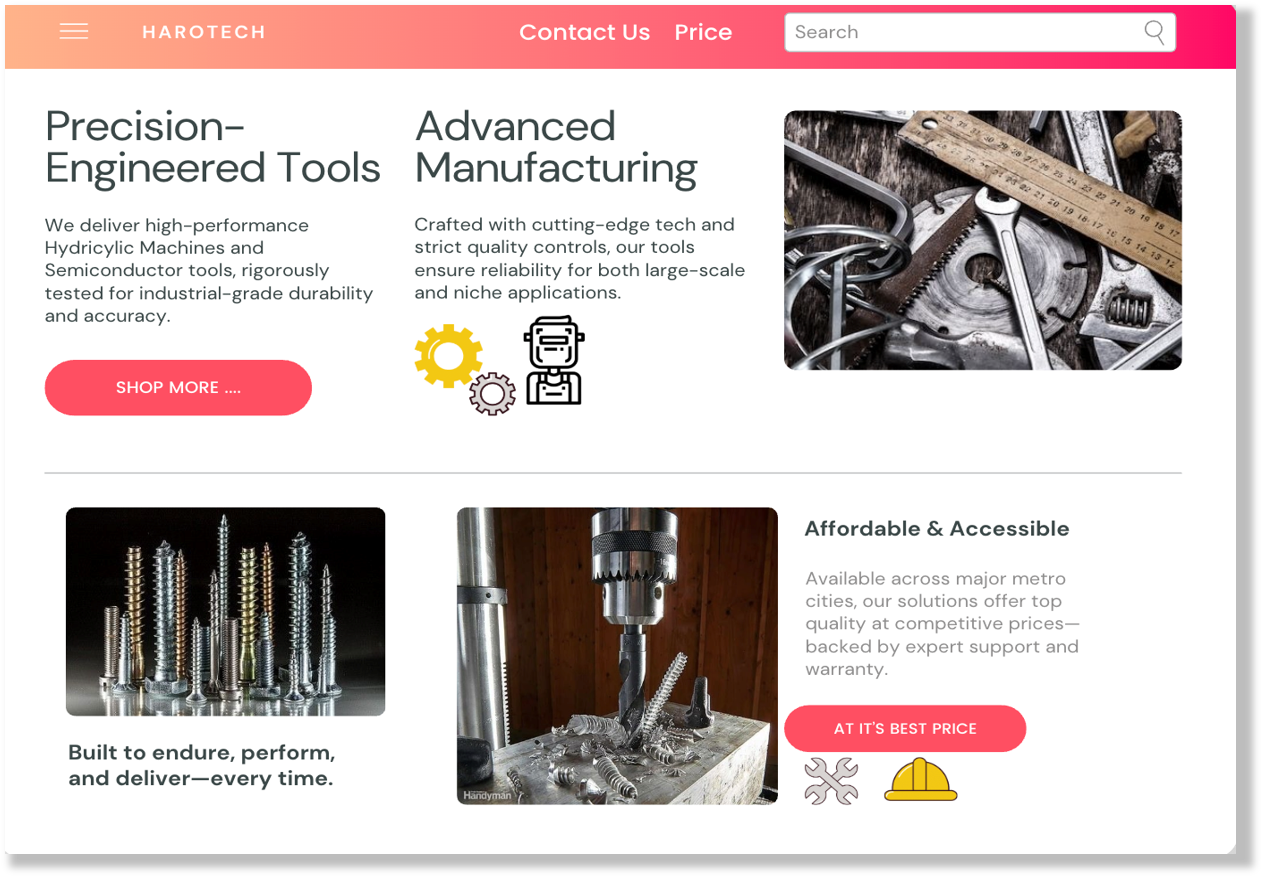 HAROTECH
Contact Us
Price
Search
Precision-
Engineered Tools
We deliver high-performance
Hydricylic Machines and
Semiconductor tools, rigorously
tested for industrial-grade durability
and accuracy.
SHOP MORE ....
Advanced
Manufacturing
Crafted with cutting-edge tech and
strict quality controls, our tools
ensure reliability for both large-scale
and niche applications.
Built to endure, perform,
and deliver—every time.
Handyman
Affordable & Accessible
Available across major metro
cities, our solutions offer top
quality at competitive prices—
backed by expert support and
warranty.
AT IT'S BEST PRICE